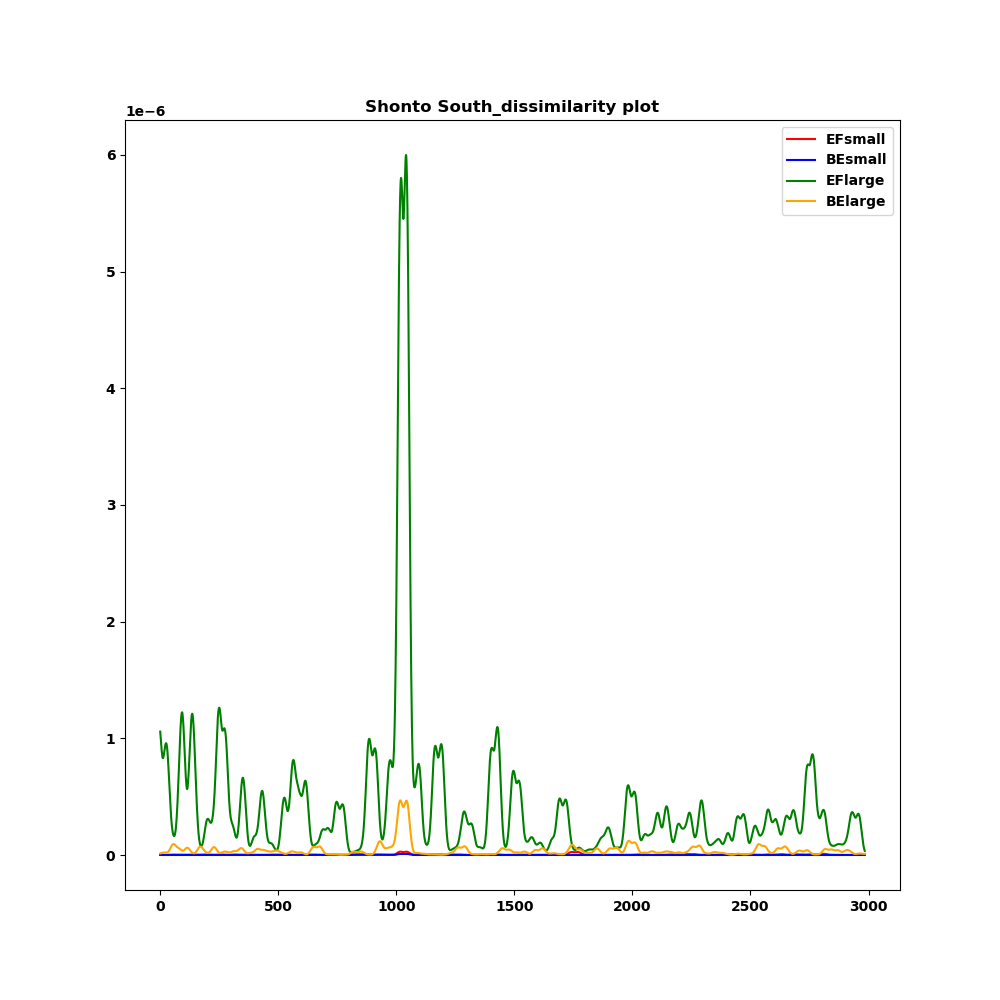 Shonto South_dissimilarity plot
1e−6
EFsmall
BEsmall
EFlarge
BElarge
6
5
4
3
2
1
0
0 500 1000 1500 2000 2500 3000